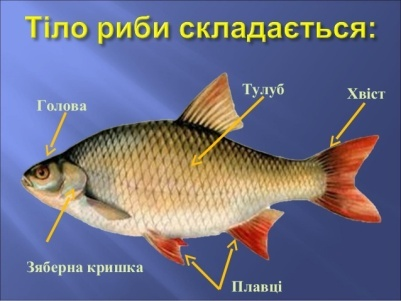 Тіло риби складається:
Тулуб
Хвіст
Голова
Зяберна кришка
Плавці